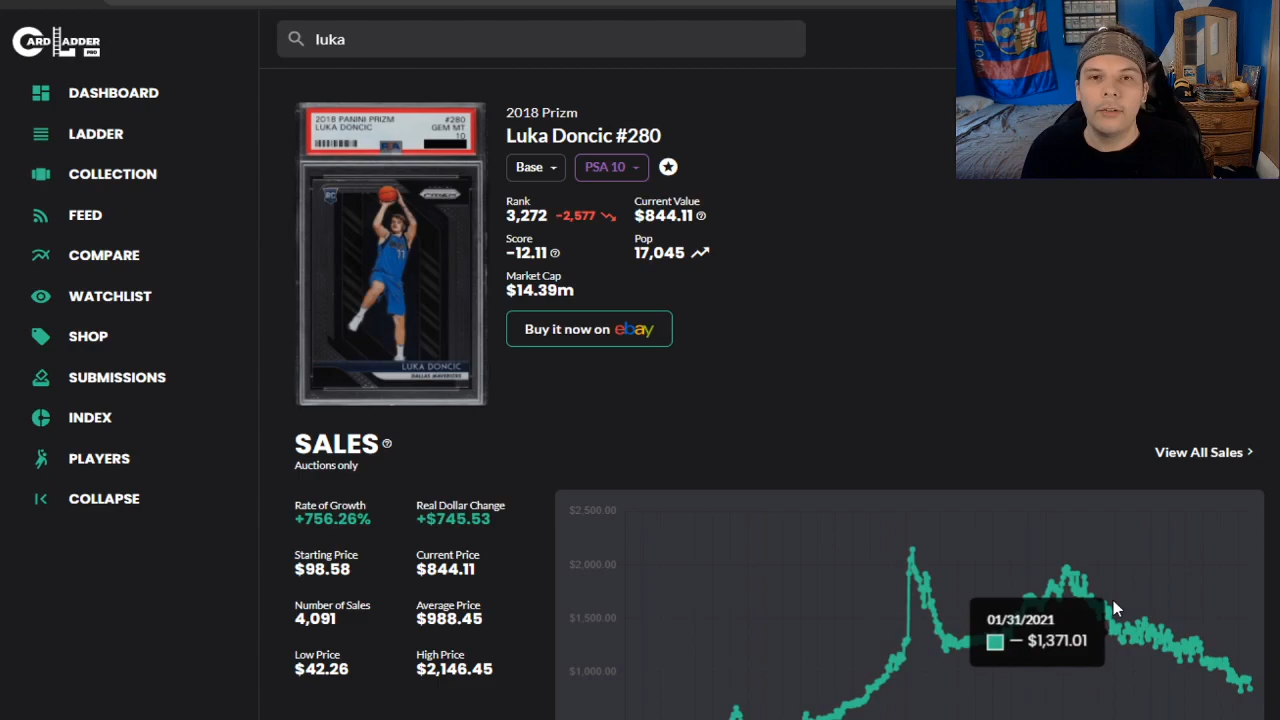 CARD LADDER
PRO
luka
DASHBOARD
LADDER
COLLECTION
FEED
COMPARE
WATCHLIST
SHOP
SUBMISSIONS
INDEX
PLAYERS
COLLAPSE
2018 PANINI PRIZM #280
LUKA DONCIC GEM MT
10
PSA
RC
PRIZM
11
LUKA DONCIC
DALLAS MAVERICKS
2018 Prizm
Luka Doncic #280
Base
PSA 10
Rank
3,272 -2,577
Current Value
$844.11
Score
-12.11
Pop
17,045
Market Cap
$14.39m
Buy it now on ebay
SALES
Auctions only
View All Sales >
Rate of Growth
+756.26%
Real Dollar Change
+$745.53
Starting Price
$98.58
Current Price
$844.11
Number of Sales
4,091
Average Price
$988.45
Low Price
$42.26
High Price
$2,146.45
$2,500.00
$2,000.00
$1,500.00
$1,000.00
01/31/2021
— $1,371.01